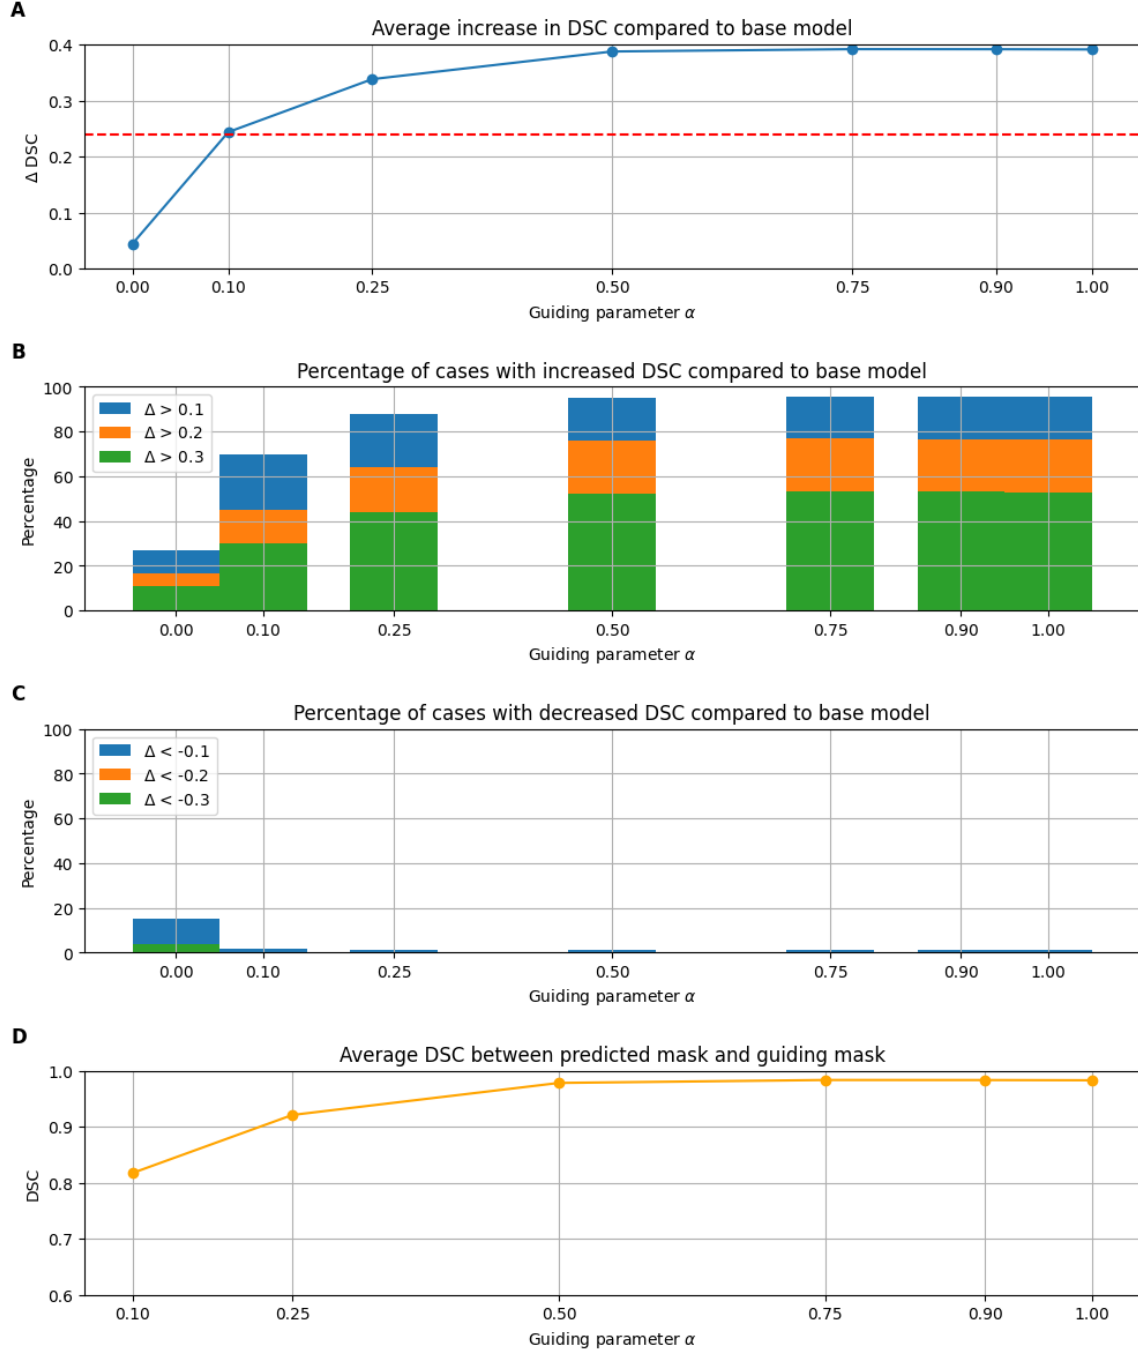 A
Average increase in DSC compared to base model
0.4
0.3
0.2
0.1
0.0
Δ DSC
0.00 0.10 0.25 0.50 0.75 0.90 1.00
Guiding parameter α
B
Percentage of cases with increased DSC compared to base model
100
80
60
40
20
0
Percentage
Δ > 0.1
Δ > 0.2
Δ > 0.3
0.00 0.10 0.25 0.50 0.75 0.90 1.00
Guiding parameter α
C
Percentage of cases with decreased DSC compared to base model
100
80
60
40
20
0
Percentage
Δ < -0.1
Δ < -0.2
Δ < -0.3
0.00 0.10 0.25 0.50 0.75 0.90 1.00
Guiding parameter α
D
Average DSC between predicted mask and guiding mask
1.0
0.9
0.8
0.7
0.6
DSC
0.10 0.25 0.50 0.75 0.90 1.00
Guiding parameter α